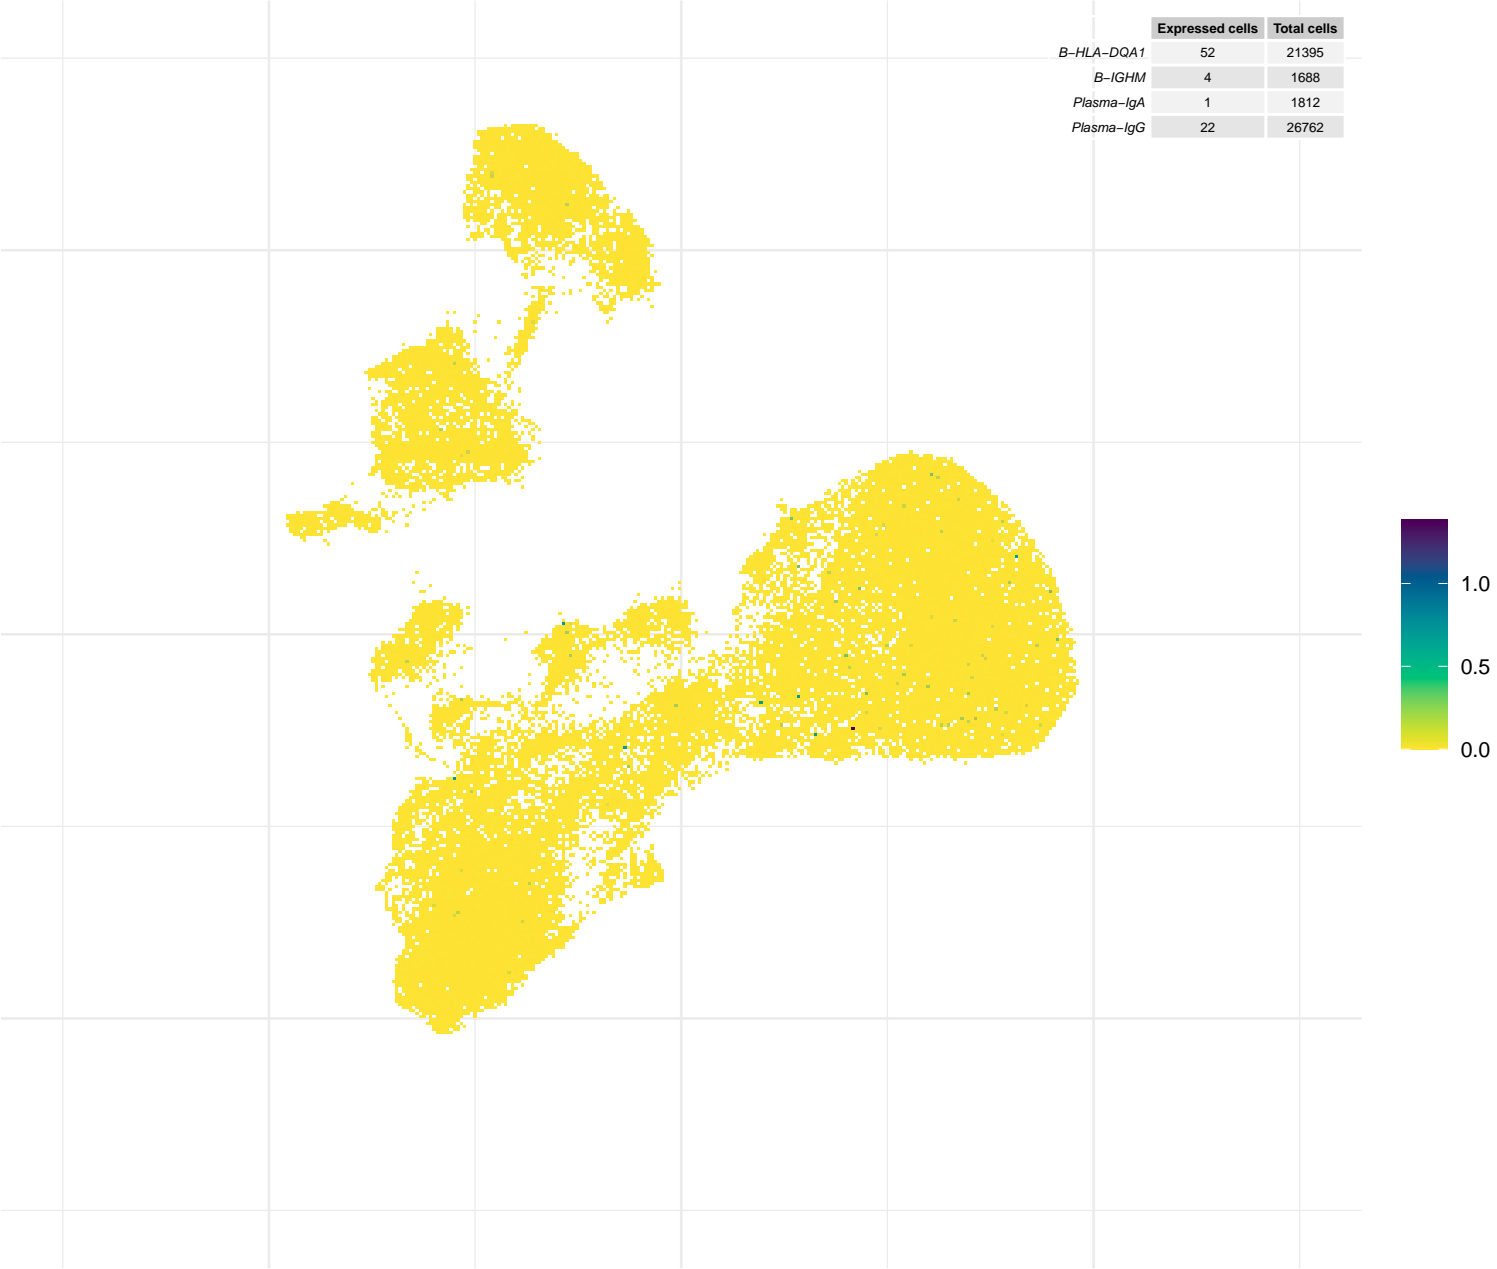 Expressed cells Total cells
B−HLA−DQA1 52 21395
B−IGHM 4 1688
Plasma−IgA 1 1812
Plasma−IgG 22 26762
1.0
0.5
0.0